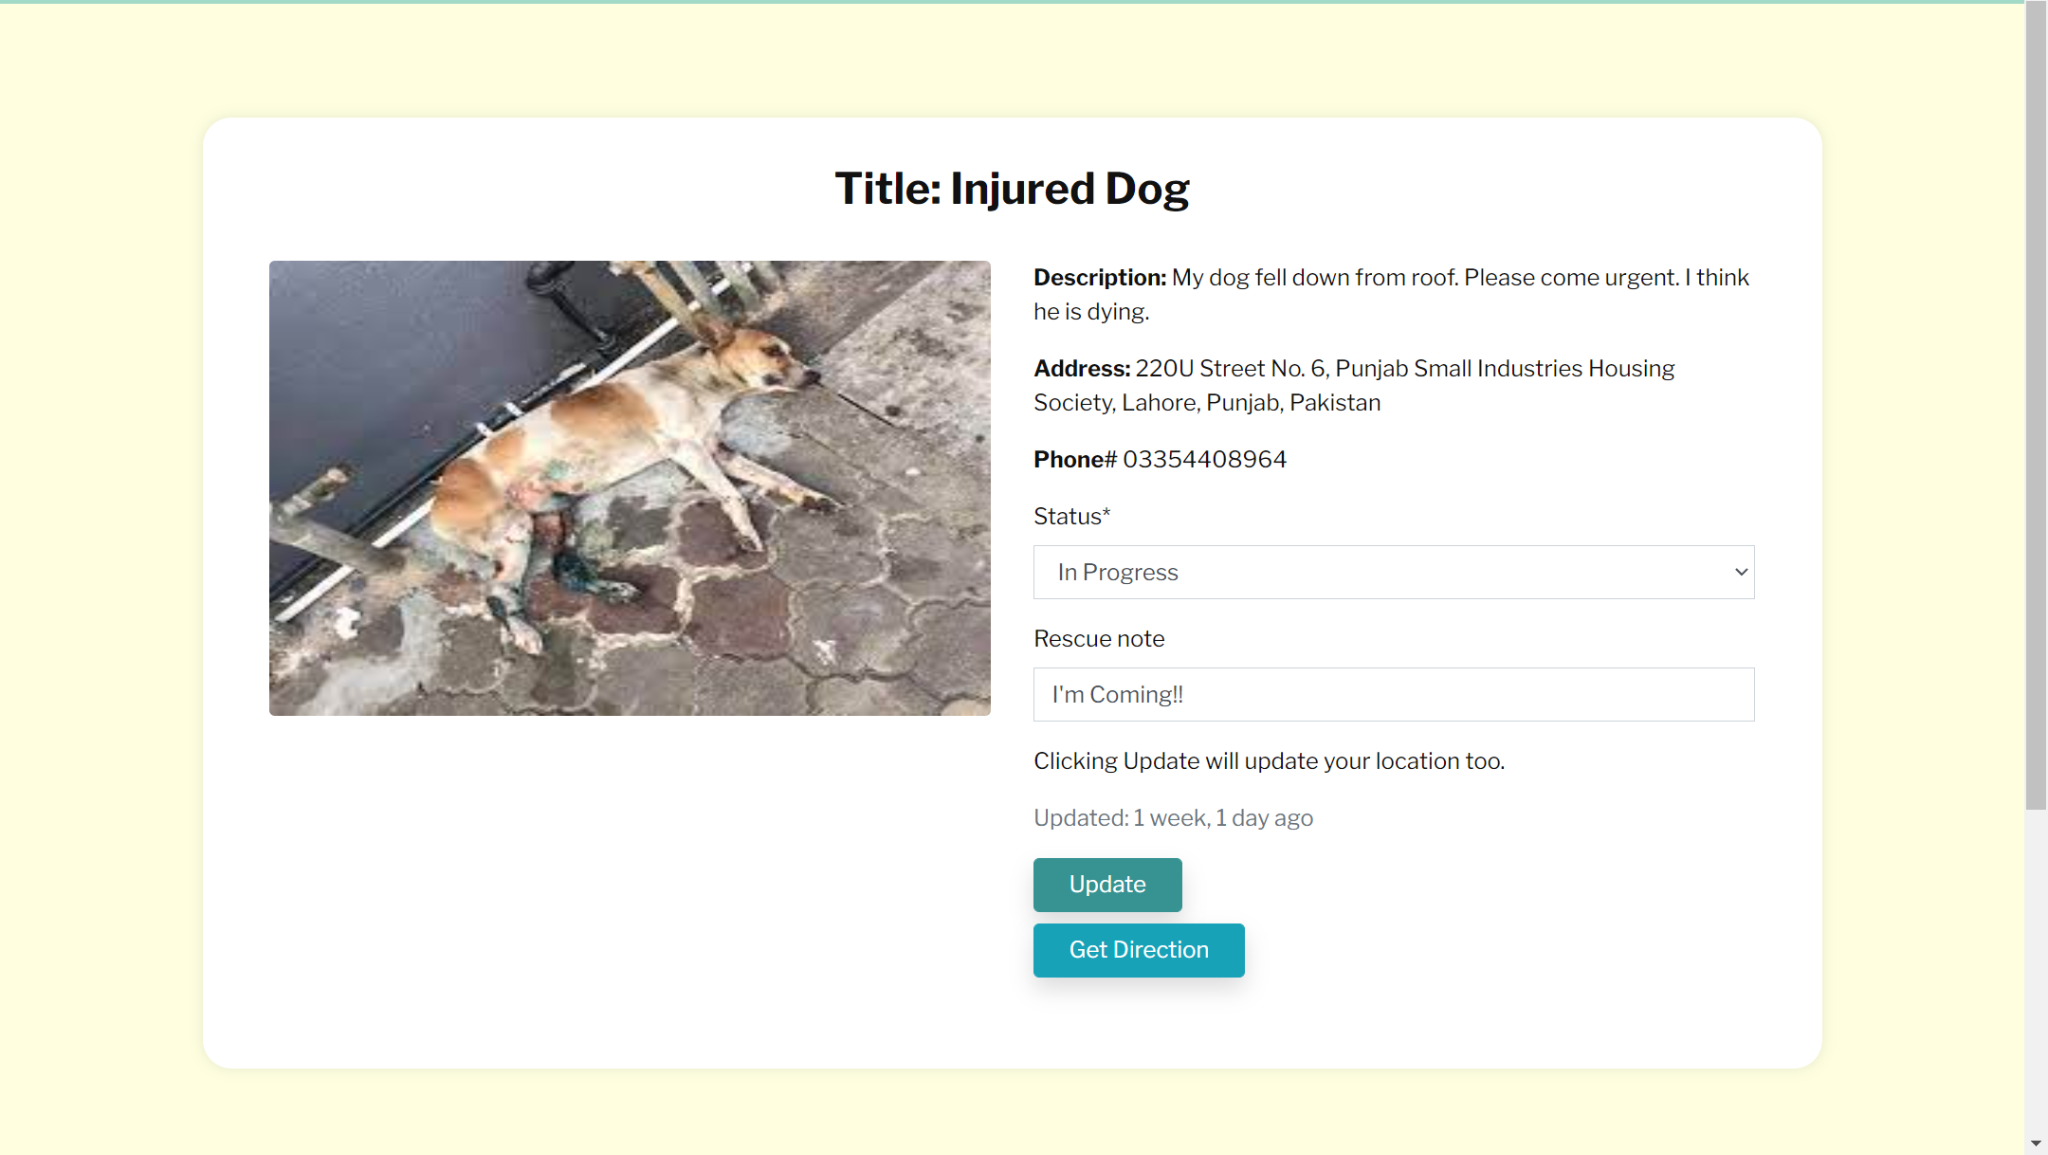 Title: Injured Dog
Description: My dog fell down from roof. Please come urgent. I think
he is dying.
Address: 220U Street No. 6, Punjab Small Industries Housing
Society, Lahore, Punjab, Pakistan
Phone# 03354408964
Status*
In Progress
Rescue note
I'm Coming!!
Clicking Update will update your location too.
Updated: 1 week, 1 day ago
Update
Get Direction